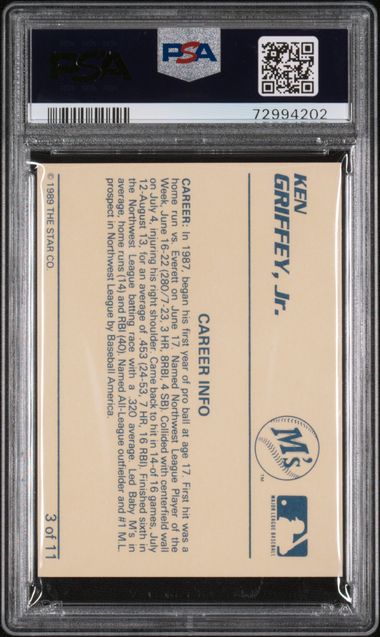 PSA
PSA
72994202
KEN
GRIFFEY, Jr.
M's
TM
MAJOR LEAGUE BASEBALL
CAREER INFO
CAREER: In 1987, began his first year of pro ball at age 17. First hit was a
home run vs. Everett on June 17. Named Northwest League Player of the
Week, June 16-22 (280/7-23, 3 HR, 8RBI, 4 SB). Collided with centerfield wall
on July 4, injuring his right shoulder. Came back to hit in 14-of 16 games, July
12-August 13, for an average of .453 (24-53, 7 HR, 16 RBI). Finished sixth in
the Northwest League batting race with a .320 average. Led Baby M's in
average, home runs (14) and RBI (40). Named All-League outfielder and #1 M.L.
prospect in Northwest League by Baseball America.
© 1989 THE STAR CO.
3 of 11